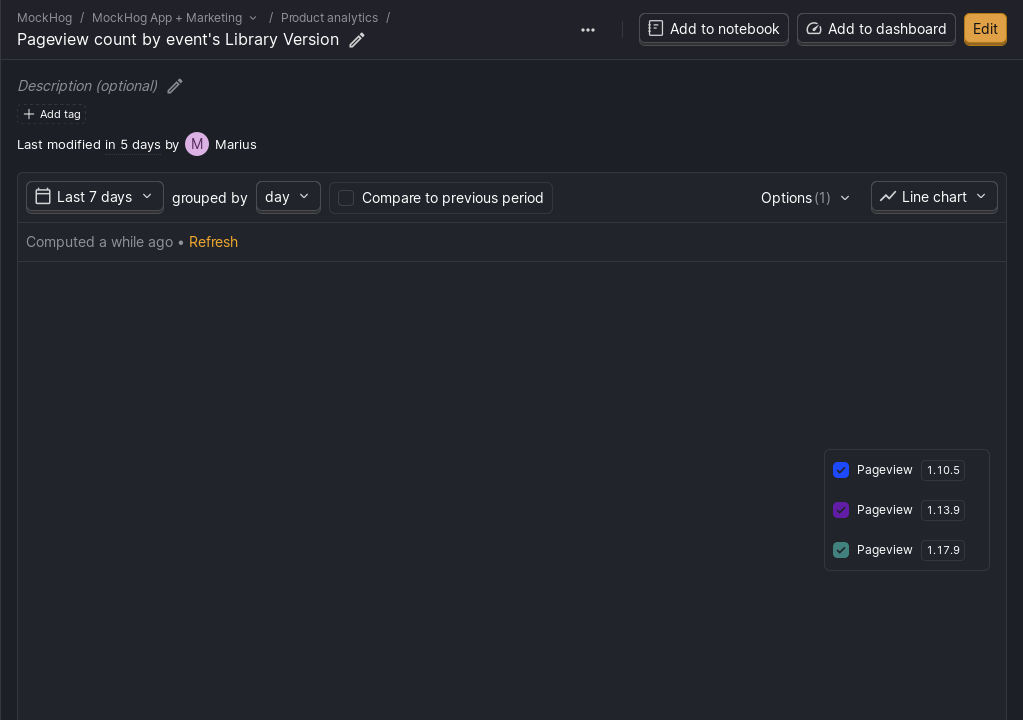 MockHog / MockHog App + Marketing / Product analytics /
Pageview count by event's Library Version
Add to notebook
Add to dashboard
Edit
Description (optional)
Add tag
Last modified in 5 days by M Marius
Last 7 days grouped by day Compare to previous period Options (1) Line chart
Computed a while ago • Refresh
Pageview 1.10.5
Pageview 1.13.9
Pageview 1.17.9